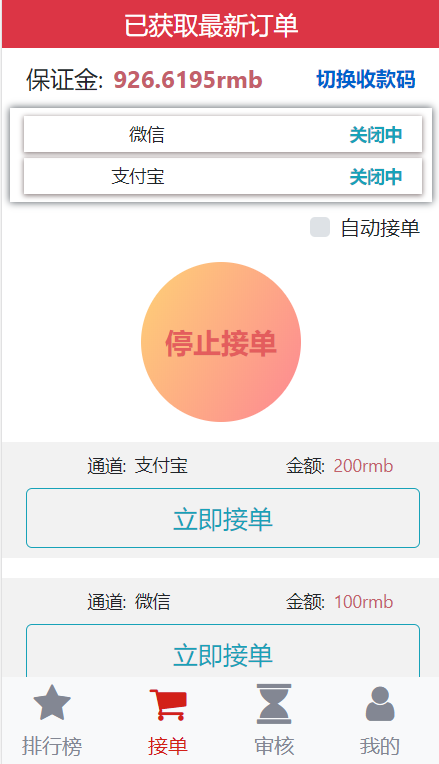 已获取最新订单
保证金: 926.6195rmb 切换收款码
微信 关闭中
支付宝 关闭中
自动接单
停止接单
通道: 支付宝 金额: 200rmb
立即接单
通道: 微信 金额: 100rmb
立即接单
排行榜 接单 审核 我的